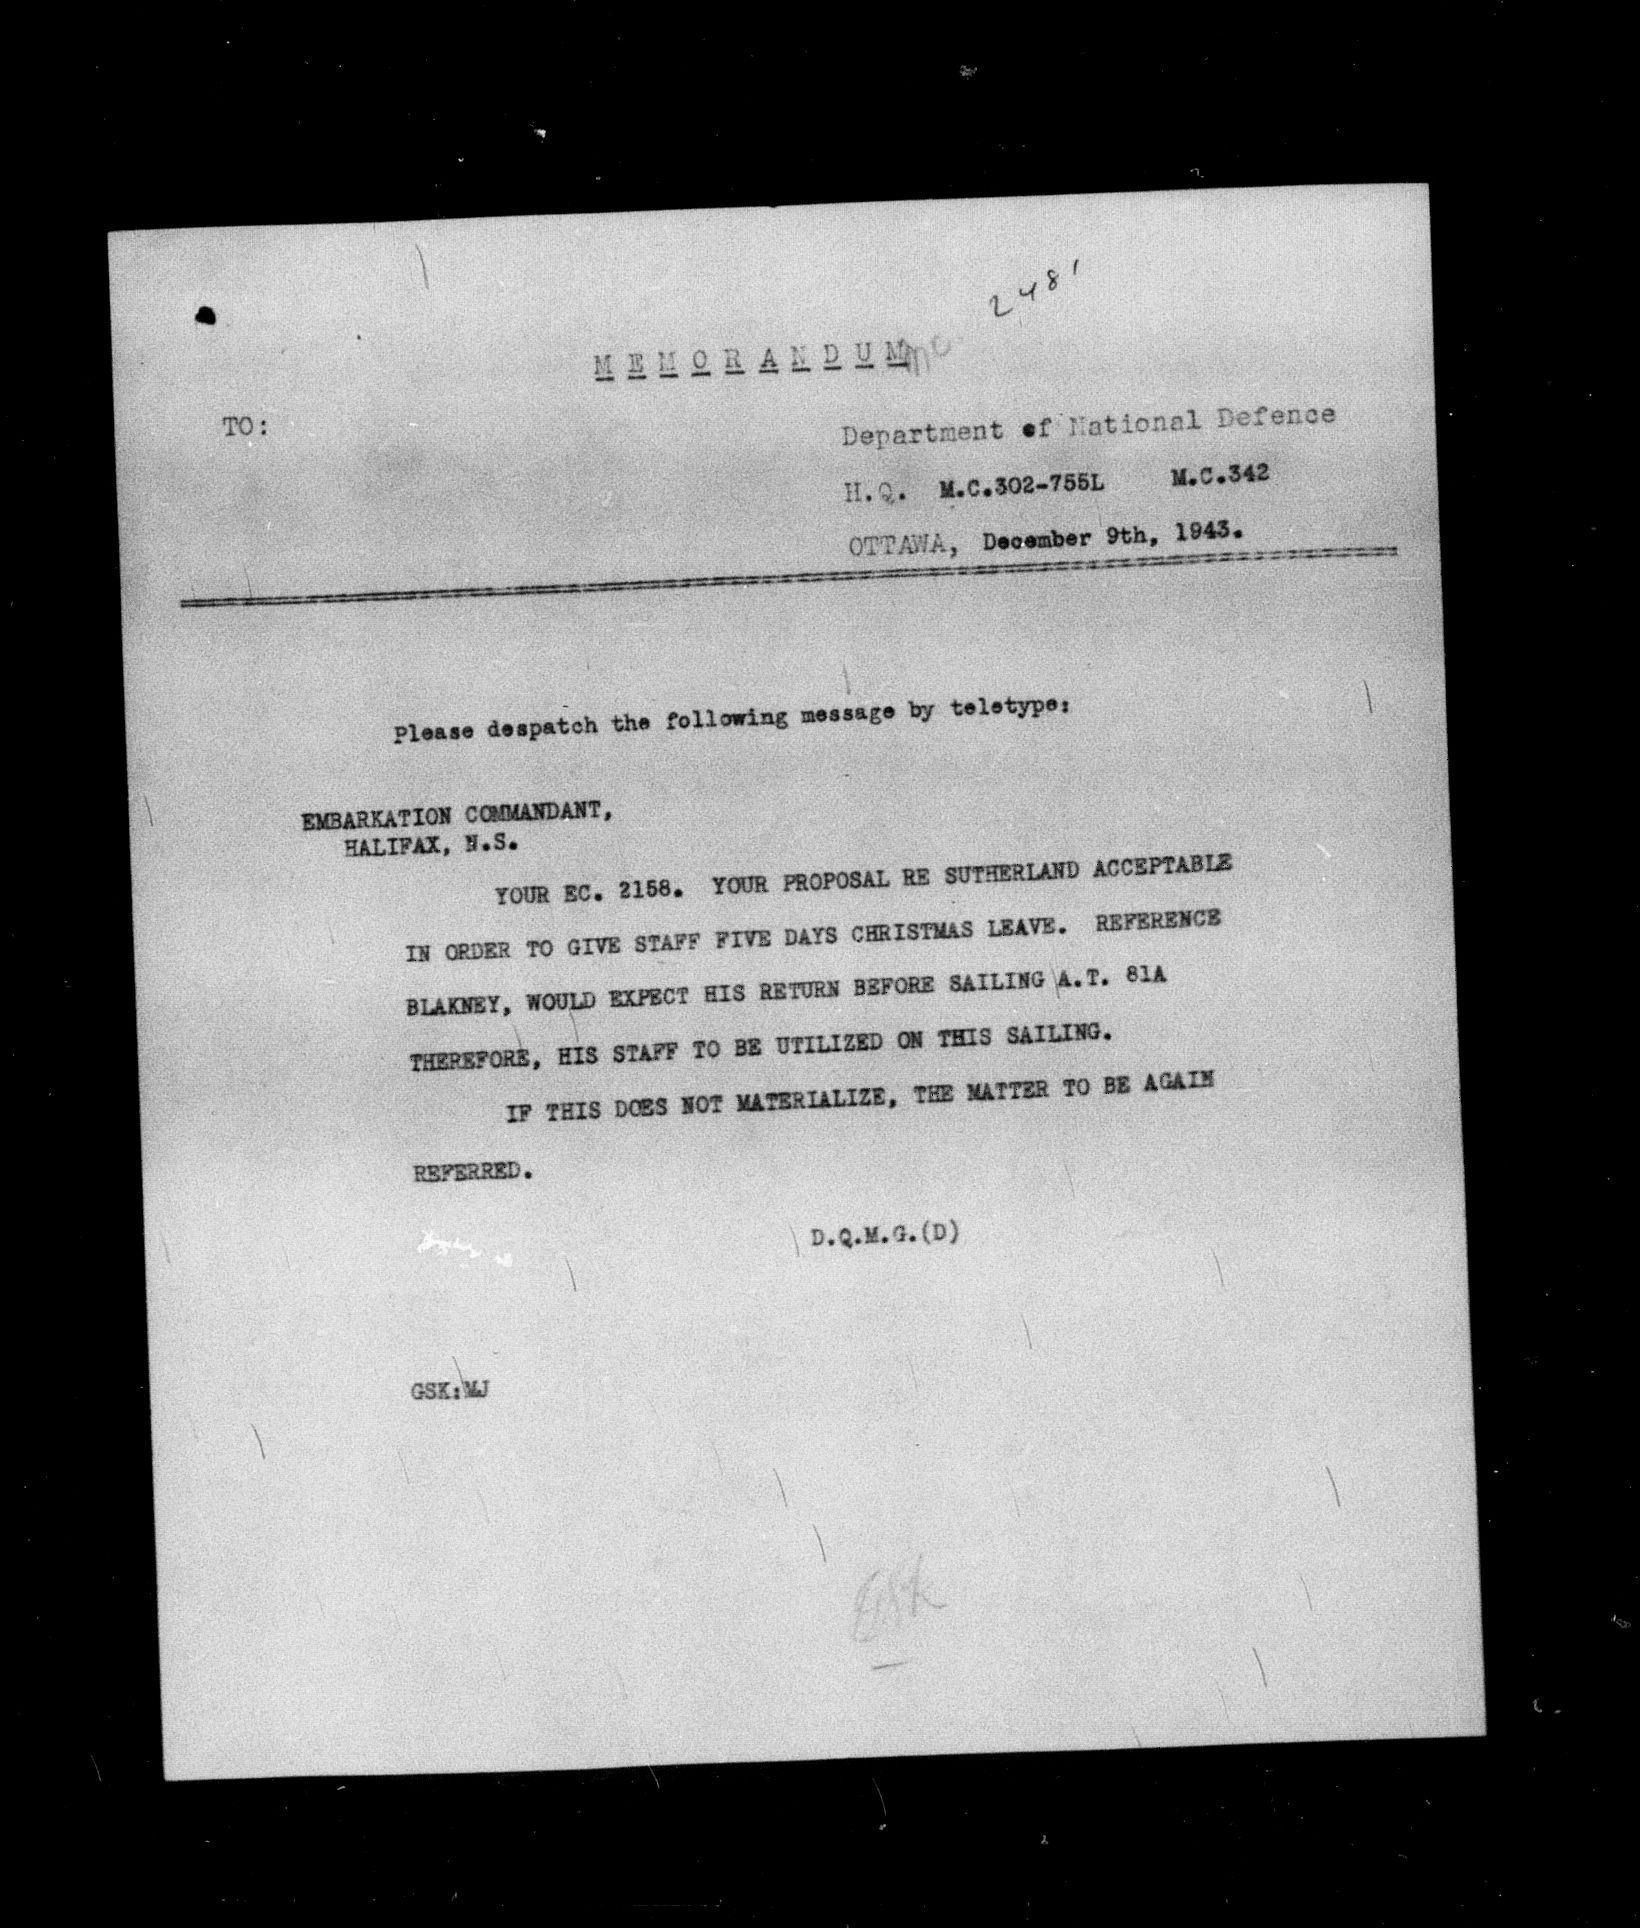 2481
MEMORANDUM
TO:
Department of National Defence
H.Q. M.C.302-755L M.C.342
OTTAWA, December 9th, 1943.
Please despatch the following message by teletype:
EMBARKATION COMMANDANT,
HALIFAX, N.S.
YOUR EC. 2158. YOUR PROPOSAL RE SUTHERLAND ACCEPTABLE
IN ORDER TO GIVE STAFF FIVE DAYS CHRISTMAS LEAVE. REFERENCE
BLAKNEY, WOULD EXPECT HIS RETURN BEFORE SAILING A.T. 81A
THEREFORE, HIS STAFF TO BE UTILIZED ON THIS SAILING.
IF THIS DOES NOT MATERIALIZE, THE MATTER TO BE AGAIN
REFERRED.
D.Q.M.G.(D)
GSK:MJ
GSK